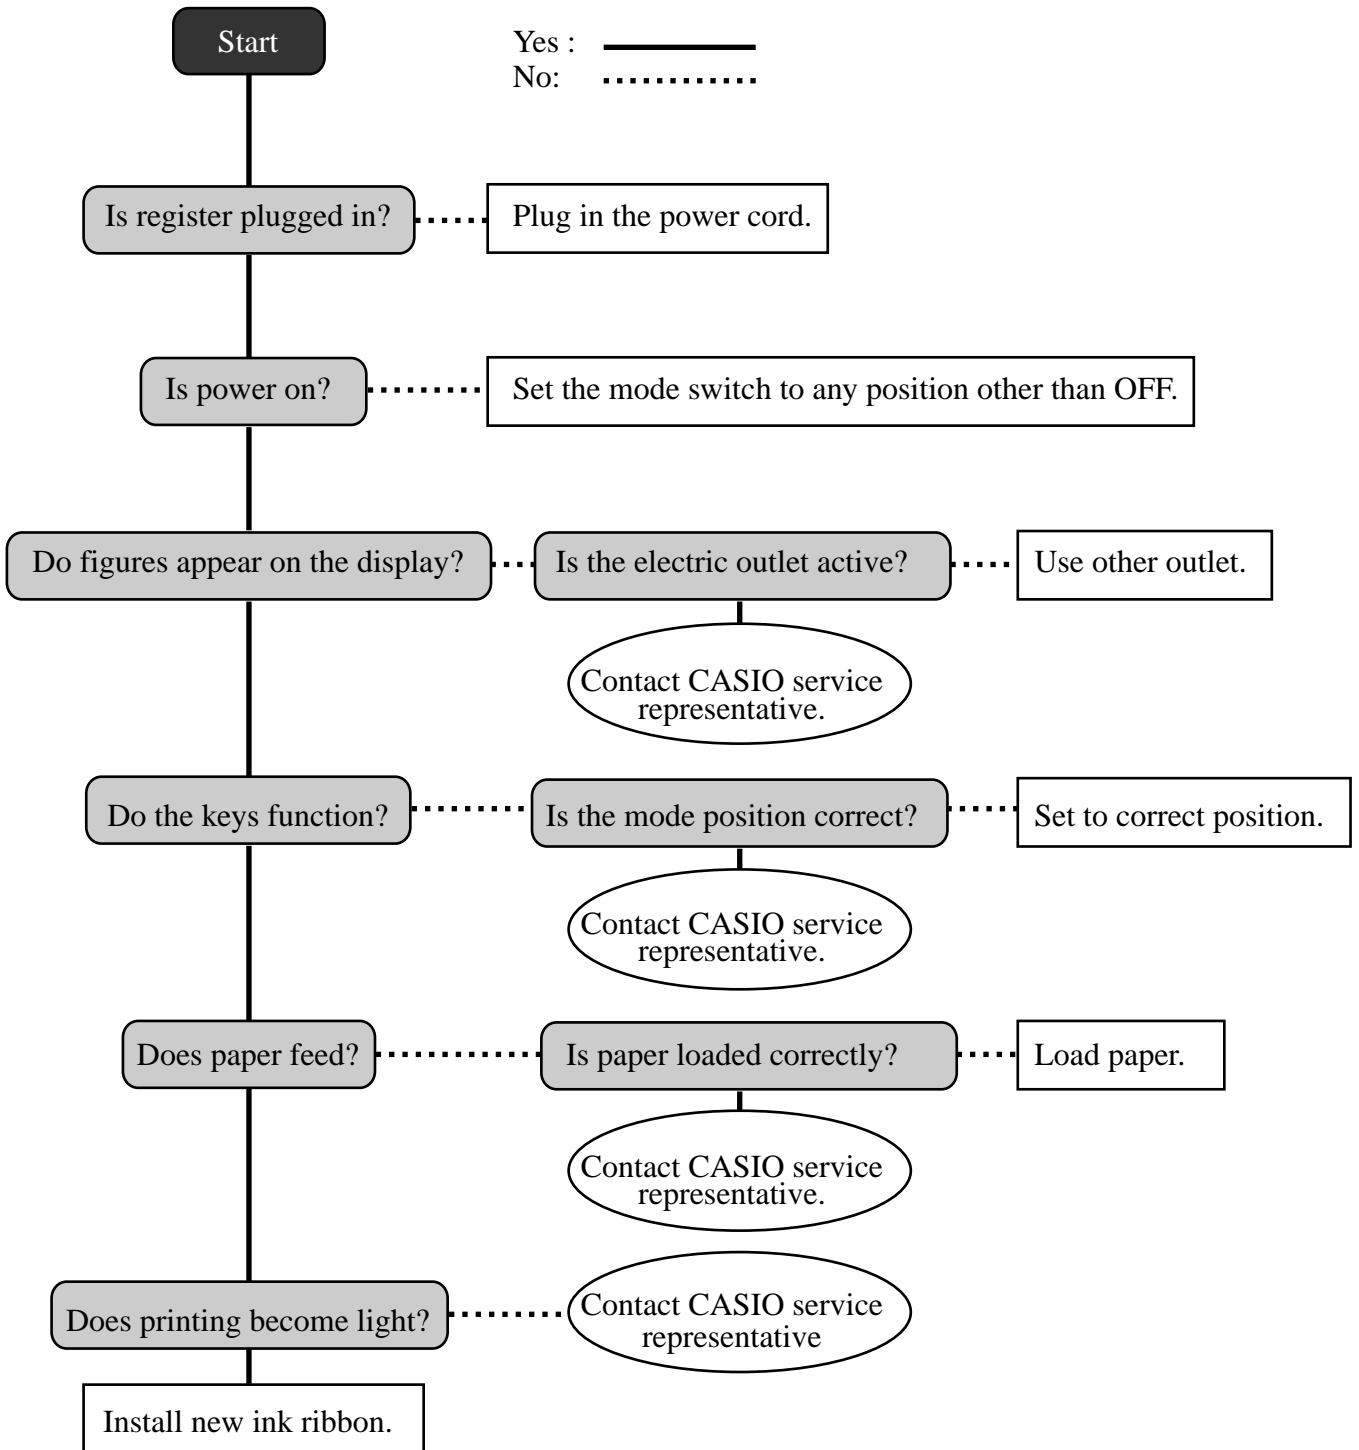 Start
Yes :
No:
Is register plugged in?
Plug in the power cord.
Is power on?
Set the mode switch to any position other than OFF.
Do figures appear on the display?
Is the electric outlet active?
Use other outlet.
Contact CASIO service
representative.
Do the keys function?
Is the mode position correct?
Set to correct position.
Contact CASIO service
representative.
Does paper feed?
Is paper loaded correctly?
Load paper.
Contact CASIO service
representative.
Does printing become light?
Contact CASIO service
representative
Install new ink ribbon.